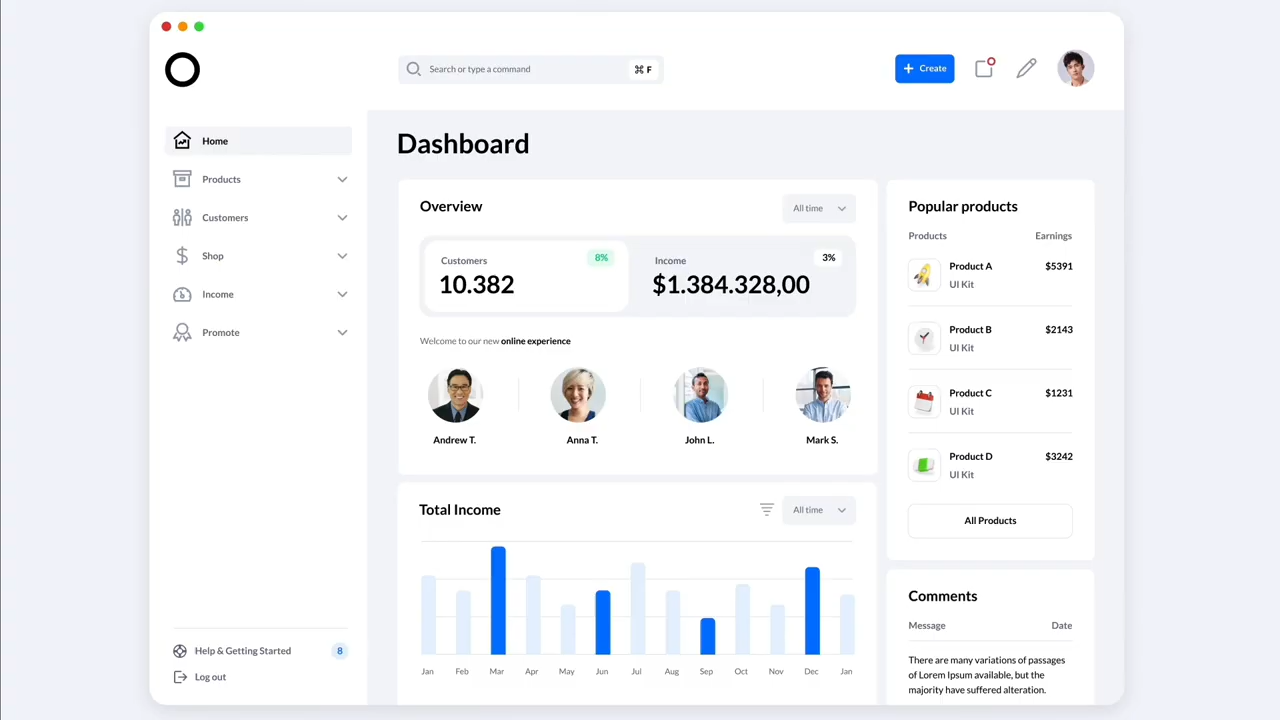 Search or type a command
⌘ F
+ Create
Home
Products
Customers
Shop
Income
Promote
Help & Getting Started 8
Log out
Dashboard
Overview
All time
Customers
8%
10.382
Income
3%
$1.384.328,00
Welcome to our new online experience
Andrew T.
Anna T.
John L.
Mark S.
Total Income
All time
Jan Feb Mar Apr May Jun Jul Aug Sep Oct Nov Dec Jan
Popular products
Products Earnings
Product A $5391
UI Kit
Product B $2143
UI Kit
Product C $1231
UI Kit
Product D $3242
UI Kit
All Products
Comments
Message Date
There are many variations of passages
of Lorem Ipsum available, but the
majority have suffered alteration.